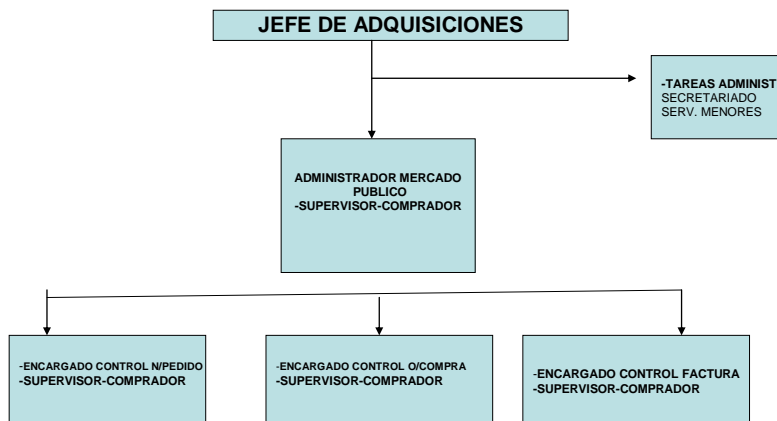 JEFE DE ADQUISICIONES
-TAREAS ADMINIST
SECRETARIADO
SERV. MENORES
ADMINISTRADOR MERCADO
PUBLICO
-SUPERVISOR-COMPRADOR
-ENCARGADO CONTROL N/PEDIDO
-SUPERVISOR-COMPRADOR
-ENCARGADO CONTROL O/COMPRA
-SUPERVISOR-COMPRADOR
-ENCARGADO CONTROL FACTURA
-SUPERVISOR-COMPRADOR